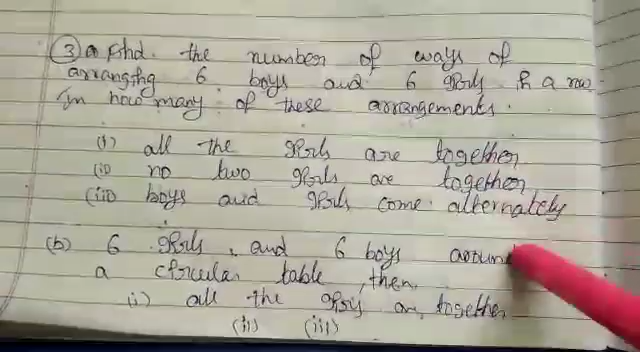 ③ a Find the number of ways of
arranging 6 boys and 6 girls in a row
In how many of these arrangements.
(i) all the girls are together
(ii) no two girls are together
(iii) boys and girls come alternately
(b) 6 girls and 6 boys around
a circular table, then
(i) all the girls are together
(ii) (iii)